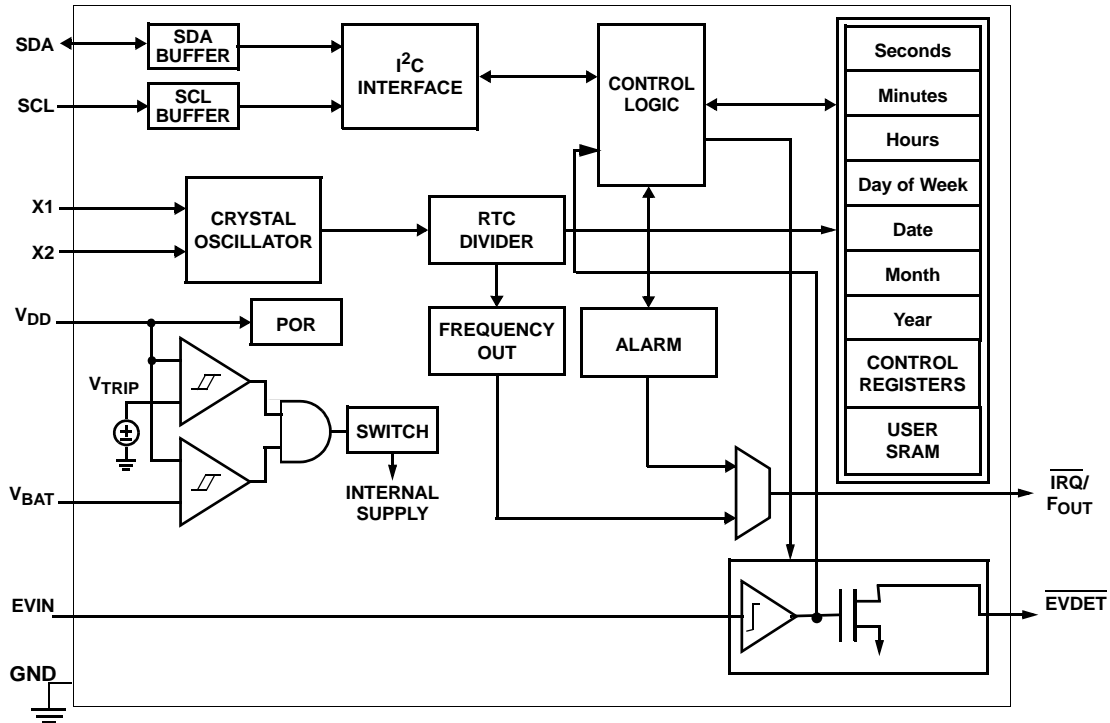 SDA
SDA
BUFFER
I2C
INTERFACE
CONTROL
LOGIC
Seconds
Minutes
Hours
Day of Week
Date
Month
Year
CONTROL
REGISTERS
USER
SRAM
SCL
SCL
BUFFER
X1
X2
CRYSTAL
OSCILLATOR
RTC
DIVIDER
VDD
POR
FREQUENCY
OUT
ALARM
VTRIP
SWITCH
INTERNAL
SUPPLY
VBAT
IRQ/
FOUT
EVIN
EVDET
GND